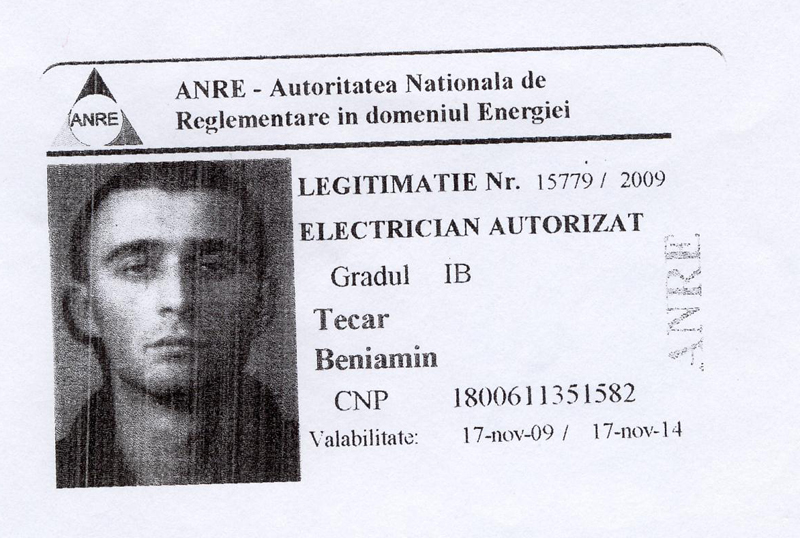 ANRE
ANRE - Autoritatea Nationala de
Reglementare in domeniul Energiei
LEGITIMATIE Nr. 15779 / 2009
ELECTRICIAN AUTORIZAT
Gradul IB
Tecar
Beniamin
CNP 1800611351582
Valabilitate: 17-nov-09 / 17-nov-14
ANRE